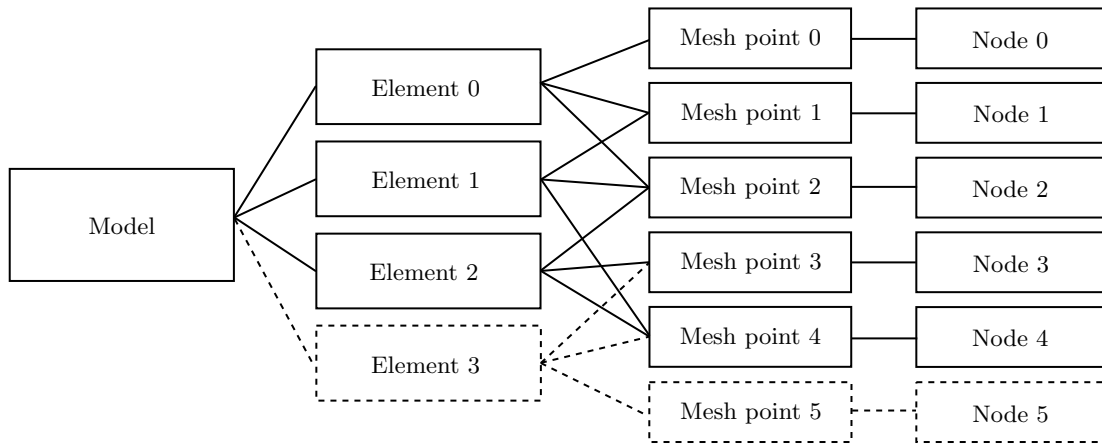 Model
Element 0
Element 1
Element 2
Element 3
Mesh point 0
Mesh point 1
Mesh point 2
Mesh point 3
Mesh point 4
Mesh point 5
Node 0
Node 1
Node 2
Node 3
Node 4
Node 5